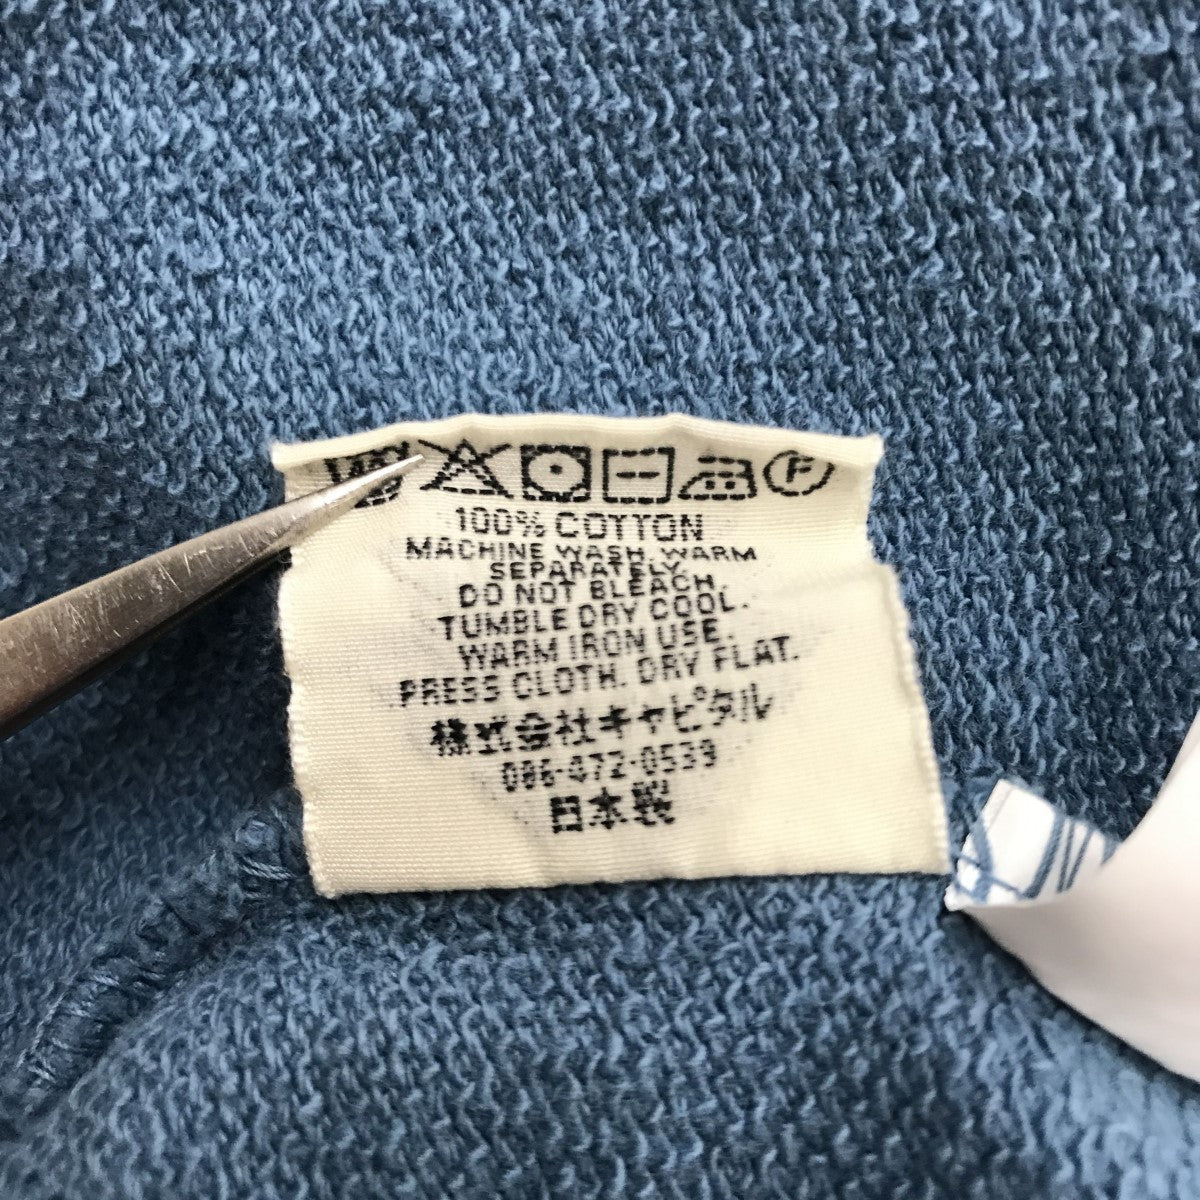 F
100% COTTON
MACHINE WASH. WARM
SEPARATELY.
DO NOT BLEACH.
TUMBLE DRY COOL.
WARM IRON USE.
PRESS CLOTH. DRY FLAT.
株式会社キャピタル
086-472-0539
日本製